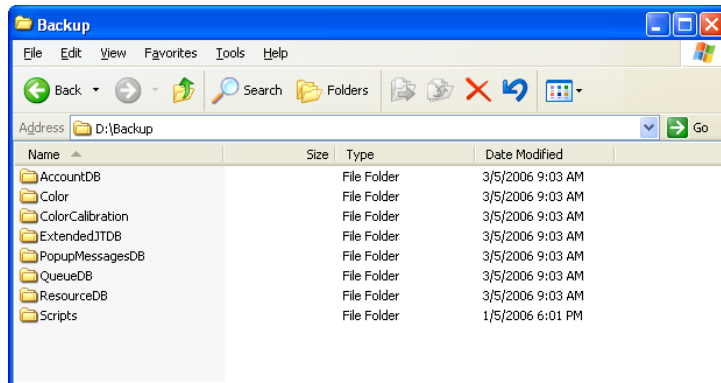 Backup
File Edit View Favorites Tools Help
Back Search Folders
Address D:\Backup Go
Name Size Type Date Modified
AccountDB File Folder 3/5/2006 9:03 AM
Color File Folder 3/5/2006 9:03 AM
ColorCalibration File Folder 3/5/2006 9:03 AM
ExtendedJTDB File Folder 3/5/2006 9:03 AM
PopupMessagesDB File Folder 3/5/2006 9:03 AM
QueueDB File Folder 3/5/2006 9:03 AM
ResourceDB File Folder 3/5/2006 9:03 AM
Scripts File Folder 1/5/2006 6:01 PM